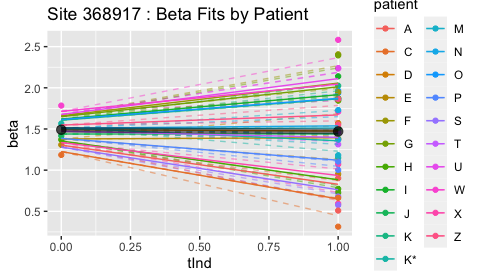 Site 368917 : Beta Fits by Patient
patient
2.5
2.0
1.5
1.0
0.5
beta
0.00
0.25
0.50
0.75
1.00
tInd
A
C
D
E
F
G
H
I
J
K
K*
M
N
O
P
S
T
U
W
X
Z